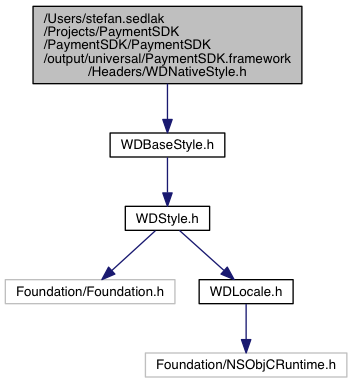 /Users/stefan.sedlak
/Projects/PaymentSDK
/PaymentSDK/PaymentSDK
/output/universal/PaymentSDK.framework
/Headers/WDNativeStyle.h
WDBaseStyle.h
WDStyle.h
Foundation/Foundation.h
WDLocale.h
Foundation/NSObjCRuntime.h